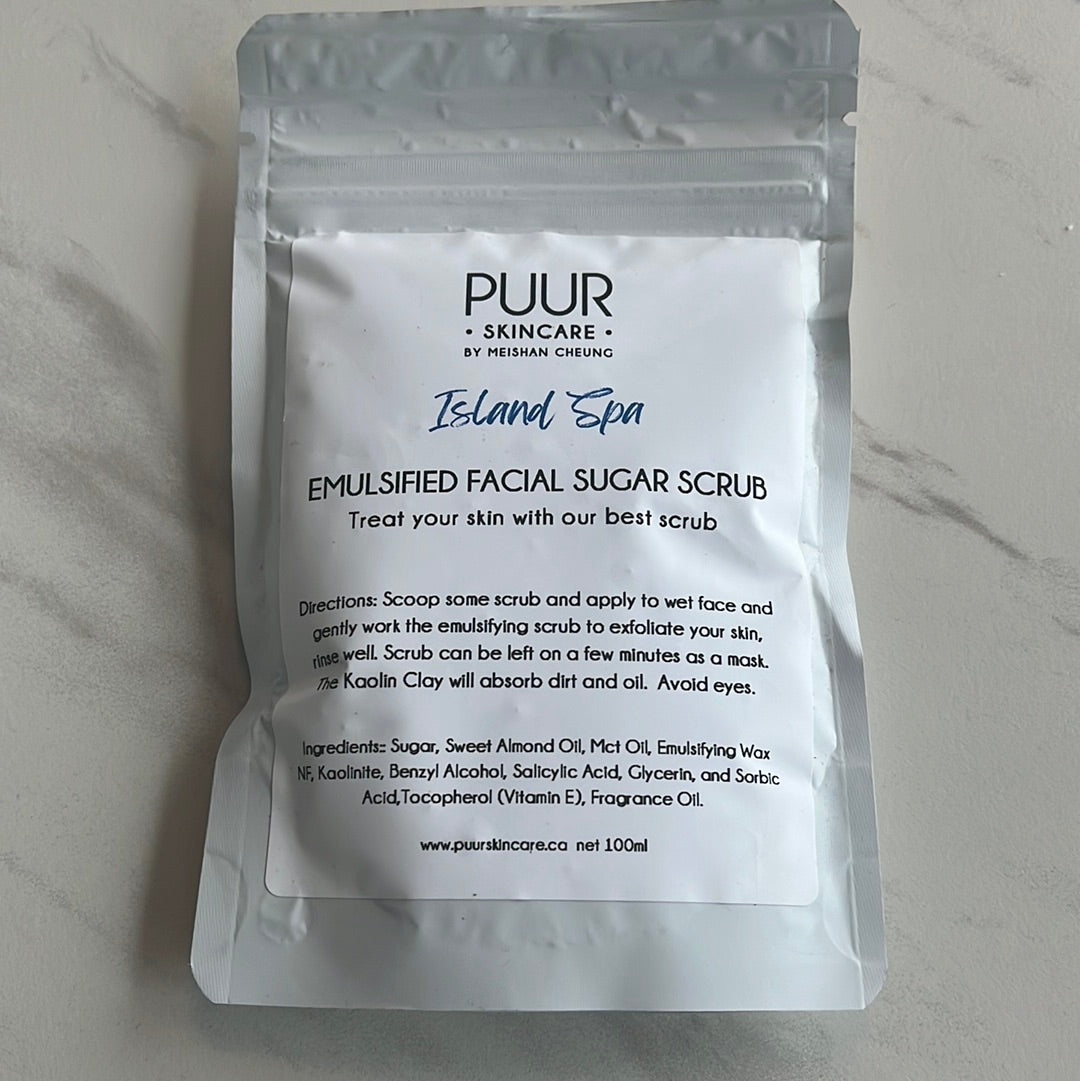 PUUR
• SKINCARE •
BY MEISHAN CHEUNG
Island Spa
EMULSIFIED FACIAL SUGAR SCRUB
Treat your skin with our best scrub
Directions: Scoop some scrub and apply to wet face and
gently work the emulsifying scrub to exfoliate your skin,
rinse well. Scrub can be left on a few minutes as a mask.
The Kaolin Clay will absorb dirt and oil. Avoid eyes.
Ingredients:: Sugar, Sweet Almond Oil, Mct Oil, Emulsifying Wax
NF, Kaolinite, Benzyl Alcohol, Salicylic Acid, Glycerin, and Sorbic
Acid,Tocopherol (Vitamin E), Fragrance Oil.
www.puurskincare.ca net 100ml